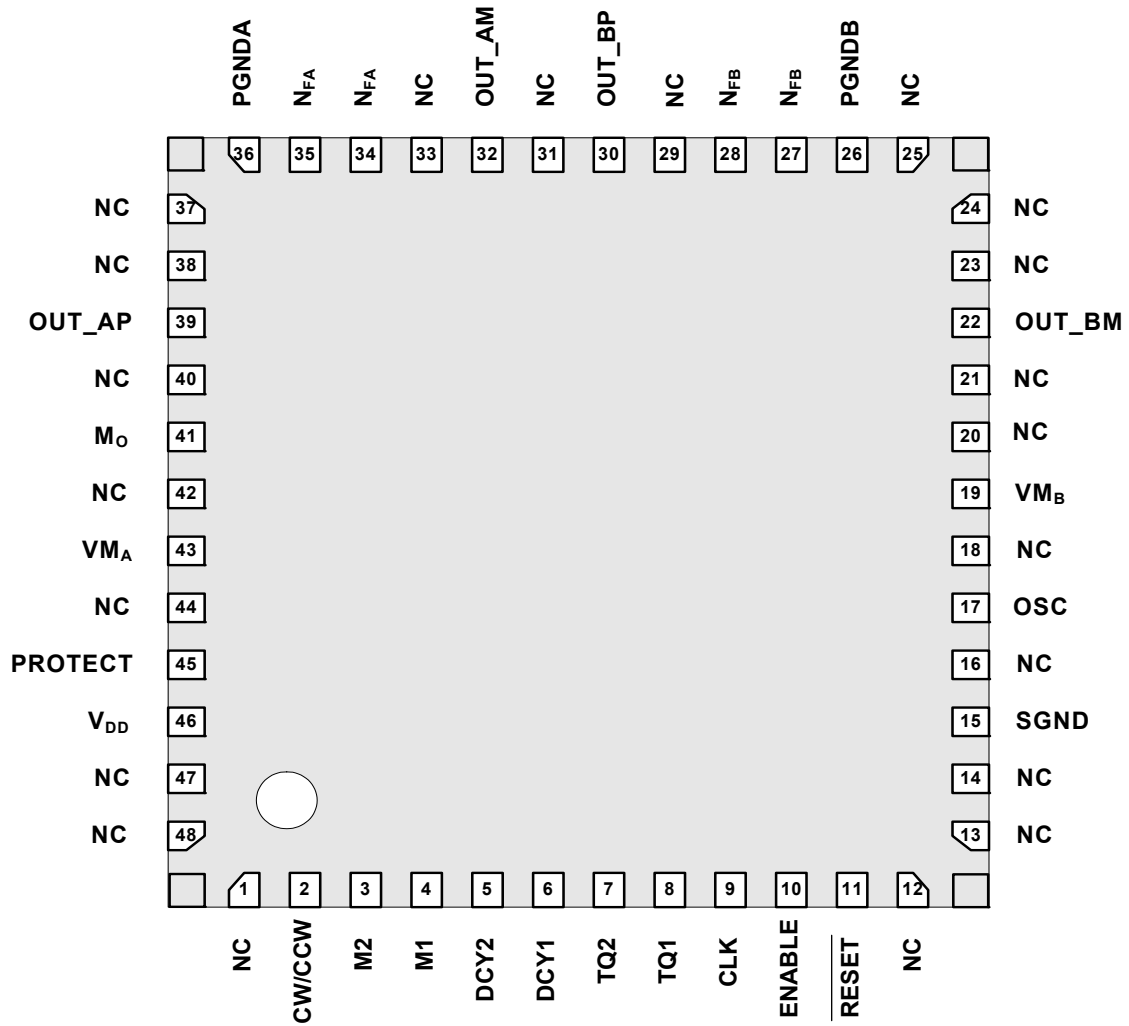 PGNDA
NFA
NFA
NC
OUT_AM
NC
OUT_BP
NC
NFB
NFB
PGNDB
NC
36 35 34 33 32 31 30 29 28 27 26 25
NC 37 24 NC
NC 38 23 NC
OUT_AP 39 22 OUT_BM
NC 40 21 NC
MO 41 20 NC
NC 42 19 VMB
VMA 43 18 NC
NC 44 17 OSC
PROTECT 45 16 NC
VDD 46 15 SGND
NC 47 14 NC
NC 48 13 NC
1 2 3 4 5 6 7 8 9 10 11 12
NC
CW/CCW
M2
M1
DCY2
DCY1
TQ2
TQ1
CLK
ENABLE
RESET
NC